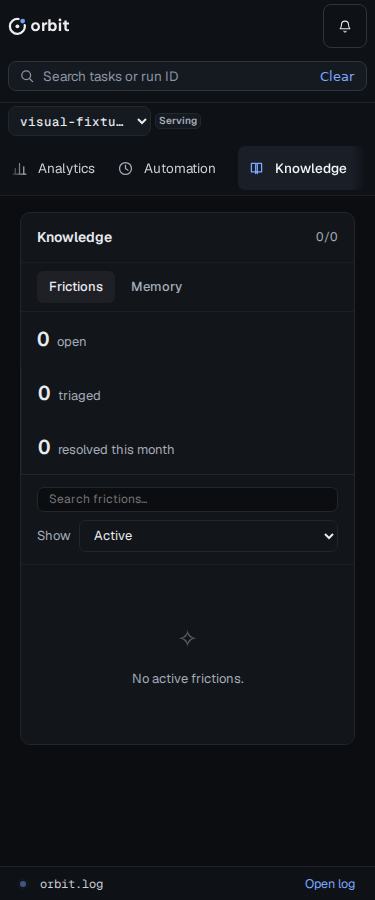 orbit
Search tasks or run ID Clear
visual-fixtu… Serving
Analytics Automation Knowledge
Knowledge 0/0
Frictions Memory
0 open
0 triaged
0 resolved this month
Search frictions…
Show Active
No active frictions.
orbit.log Open log